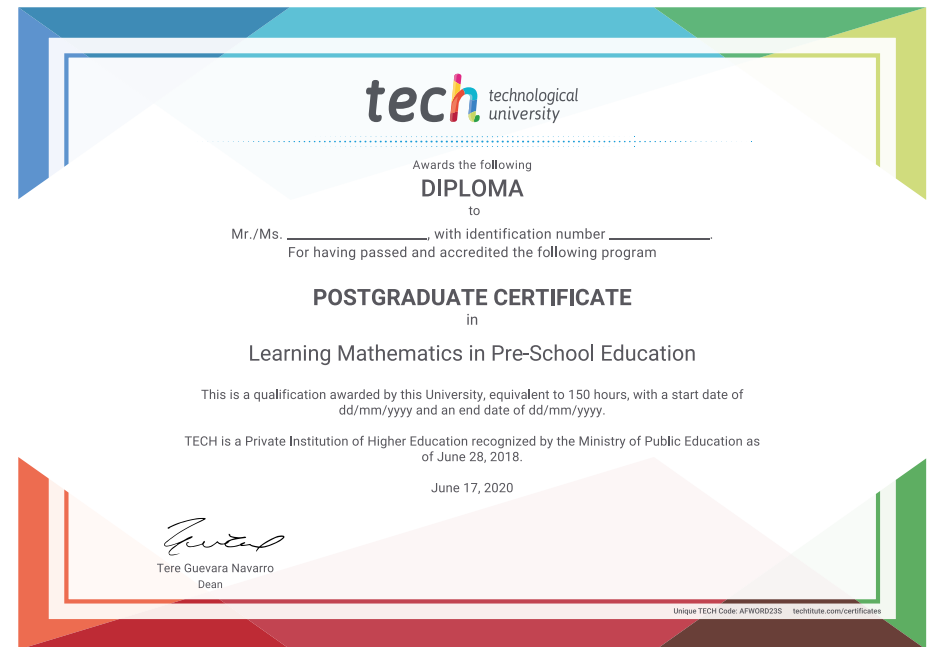 tech technological
university
Awards the following
DIPLOMA
to
Mr./Ms. ____________________, with identification number ______________.
For having passed and accredited the following program
POSTGRADUATE CERTIFICATE
in
Learning Mathematics in Pre-School Education
This is a qualification awarded by this University, equivalent to 150 hours, with a start date of
dd/mm/yyyy and an end date of dd/mm/yyyy.
TECH is a Private Institution of Higher Education recognized by the Ministry of Public Education as
of June 28, 2018.
June 17, 2020
Tere Guevara Navarro
Dean
Unique TECH Code: AFWORD23S techtitute.com/certificates